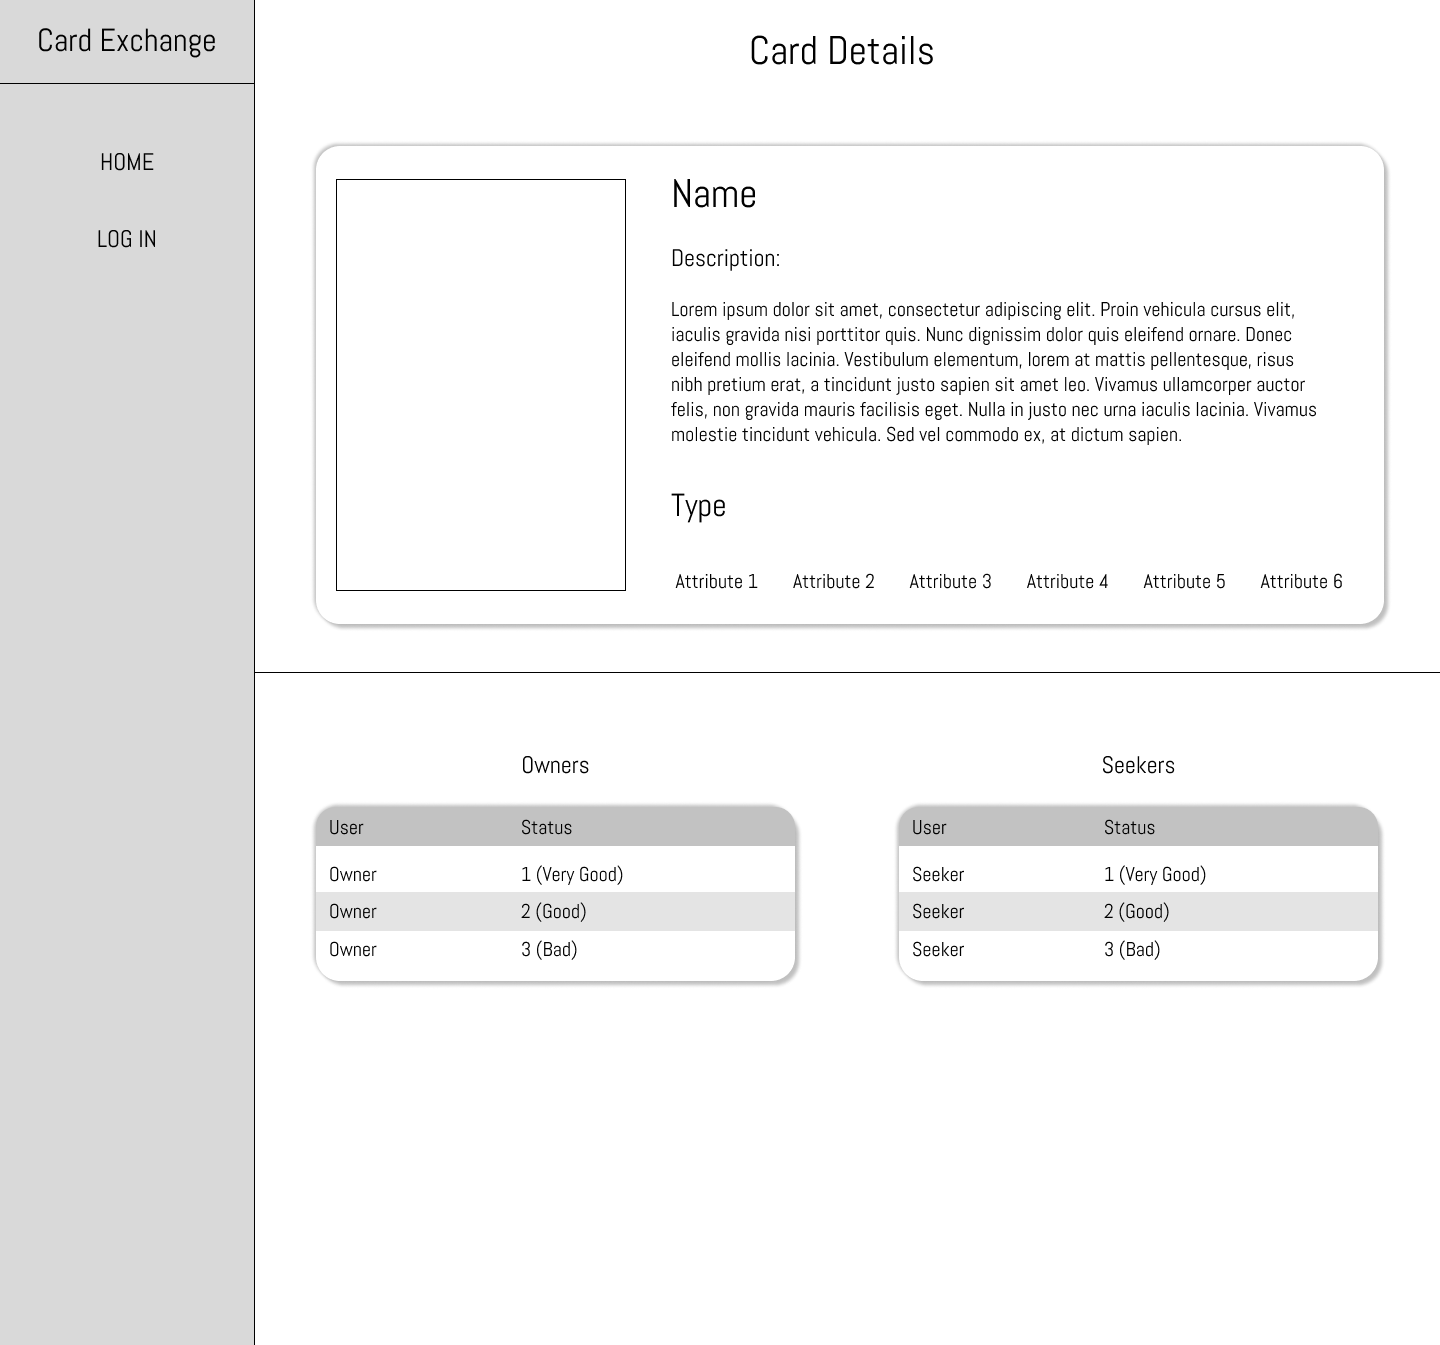 Card Exchange
HOME
LOG IN
Card Details
Name
Description:
Lorem ipsum dolor sit amet, consectetur adipiscing elit. Proin vehicula cursus elit,
iaculis gravida nisi porttitor quis. Nunc dignissim dolor quis eleifend ornare. Donec
eleifend mollis lacinia. Vestibulum elementum, lorem at mattis pellentesque, risus
nibh pretium erat, a tincidunt justo sapien sit amet leo. Vivamus ullamcorper auctor
felis, non gravida mauris facilisis eget. Nulla in justo nec urna iaculis lacinia. Vivamus
molestie tincidunt vehicula. Sed vel commodo ex, at dictum sapien.
Type
Attribute 1 Attribute 2 Attribute 3 Attribute 4 Attribute 5 Attribute 6
Owners
User Status
Owner 1 (Very Good)
Owner 2 (Good)
Owner 3 (Bad)
Seekers
User Status
Seeker 1 (Very Good)
Seeker 2 (Good)
Seeker 3 (Bad)